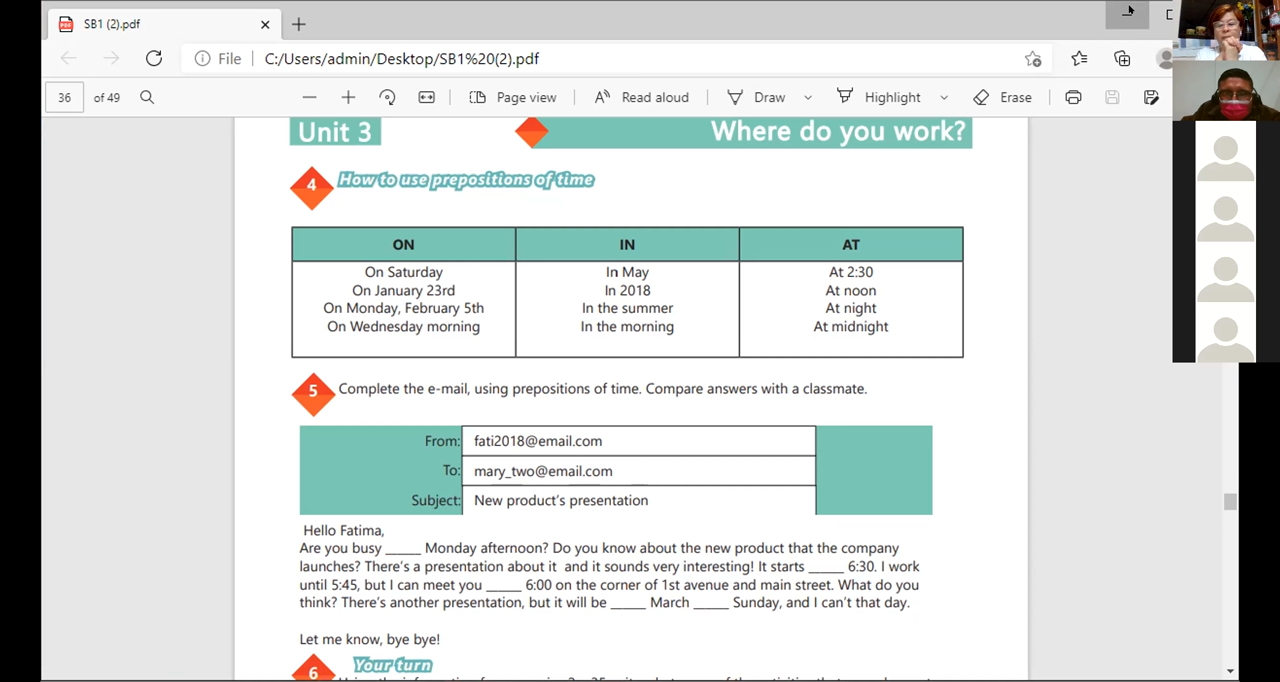 SB1 (2).pdf
File C:/Users/admin/Desktop/SB1%20(2).pdf
36 of 49 Page view Read aloud Draw Highlight Erase
Unit 3 Where do you work?
4 How to use prepositions of time
ON IN AT
On Saturday In May At 2:30
On January 23rd In 2018 At noon
On Monday, February 5th In the summer At night
On Wednesday morning In the morning At midnight
5 Complete the e-mail, using prepositions of time. Compare answers with a classmate.
From: fati2018@email.com
To: mary_two@email.com
Subject: New product's presentation
Hello Fatima,
Are you busy _____ Monday afternoon? Do you know about the new product that the company
launches? There's a presentation about it and it sounds very interesting! It starts _____ 6:30. I work
until 5:45, but I can meet you _____ 6:00 on the corner of 1st avenue and main street. What do you
think? There's another presentation, but it will be _____ March _____ Sunday, and I can't that day.
Let me know, bye bye!
6 Your turn